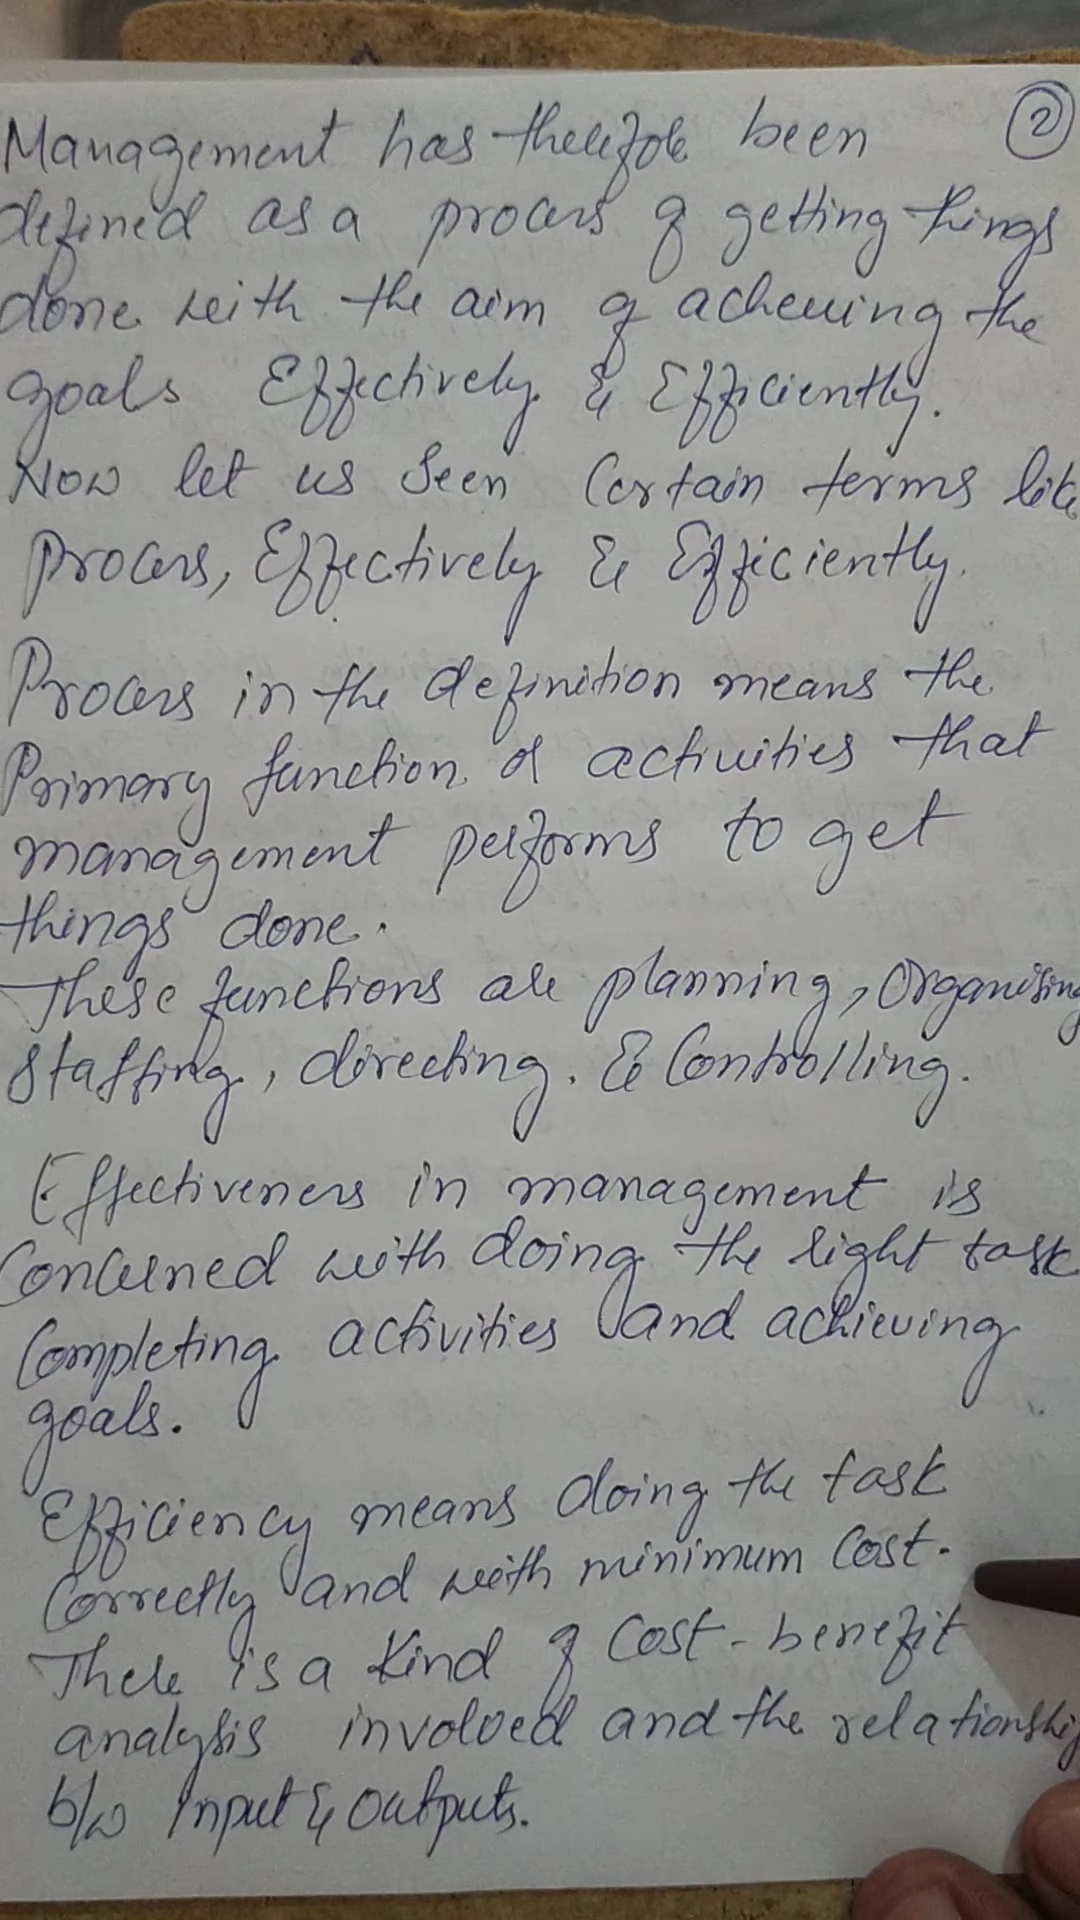 ②
Management has therefore been
defined as a process of getting things
done with the aim of acheving the
goals Effectively & Efficiently.
Now let us Seen Certain terms like
Process, Effectively & Efficiently.
Process in the definition means the
Primary function of activities that
management performs to get
things done.
These functions are planning, Organising
Staffing, directing. & Controlling.
Effectiveness in management is
Concerned with doing the right task
Completing activities and achieving
goals.
Efficiency means doing the task
Correctly and with minimum Cost.
There is a Kind of Cost-benefit
analysis involved and the relationship
b/w Input & outputs.